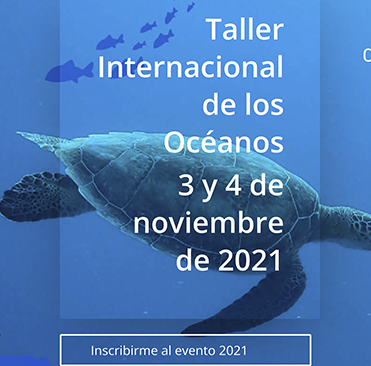 Taller
Internacional
de los
Océanos
3 y 4 de
noviembre
de 2021
Inscribirme al evento 2021